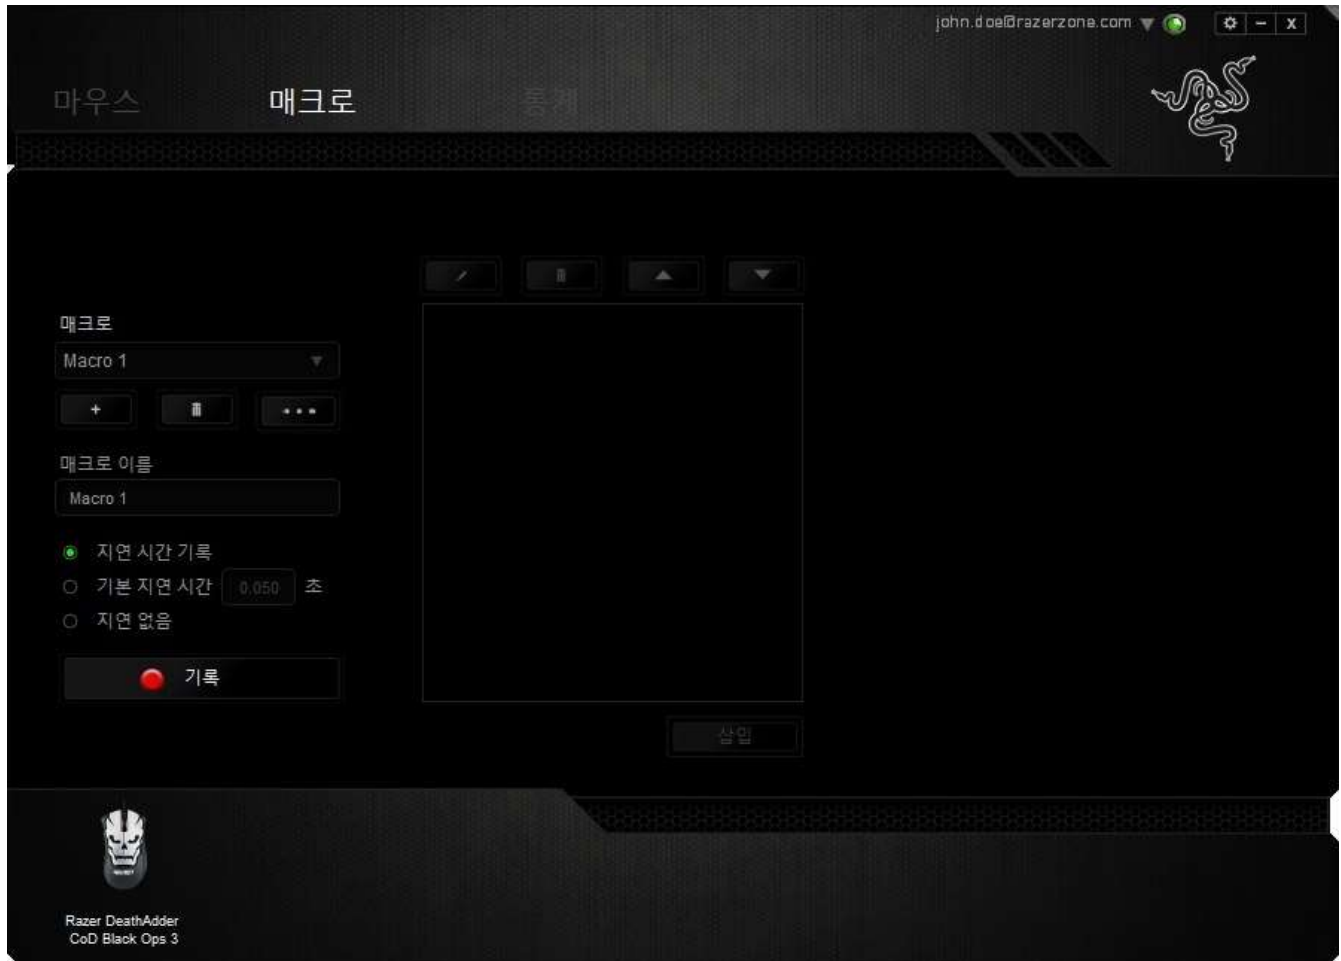 john.doe@razerzone.com
마우스 매크로 통계
매크로
Macro 1
매크로 이름
Macro 1
지연 시간 기록
기본 지연 시간 0.050 초
지연 없음
기록
삽입
Razer DeathAdder
CoD Black Ops 3